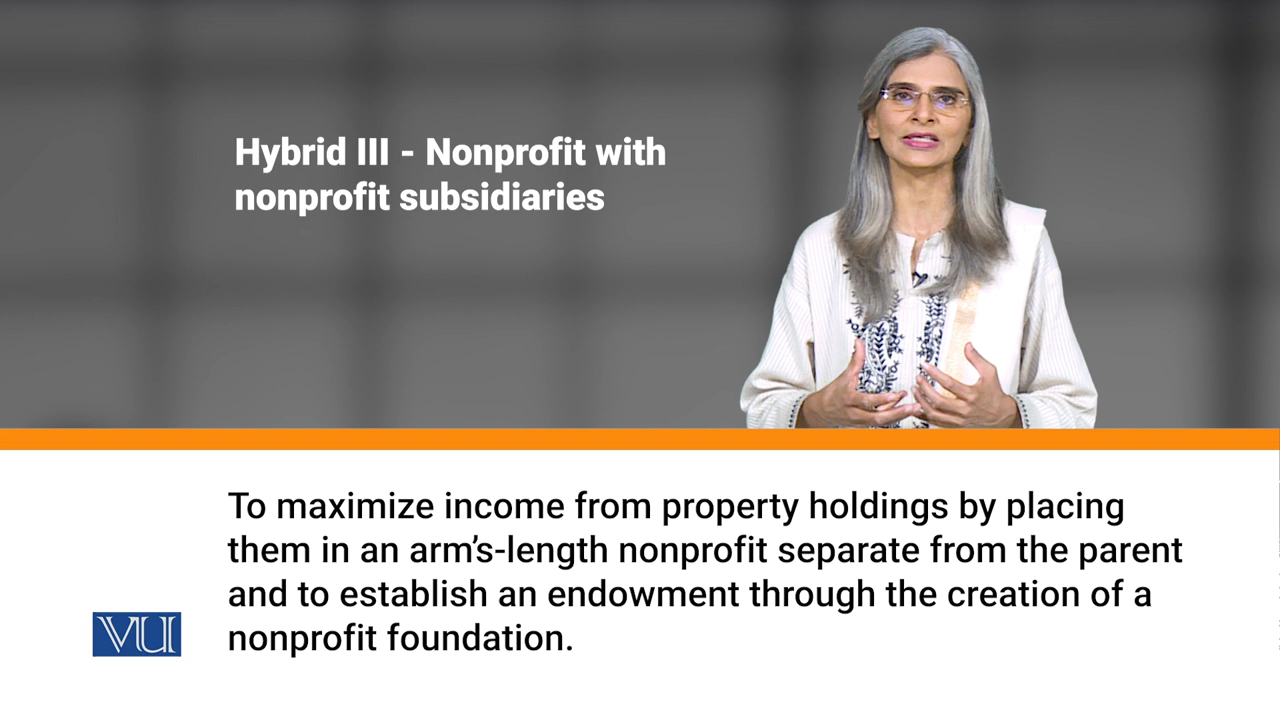 Hybrid III - Nonprofit with
nonprofit subsidiaries
To maximize income from property holdings by placing
them in an arm’s-length nonprofit separate from the parent
and to establish an endowment through the creation of a
nonprofit foundation.
VU